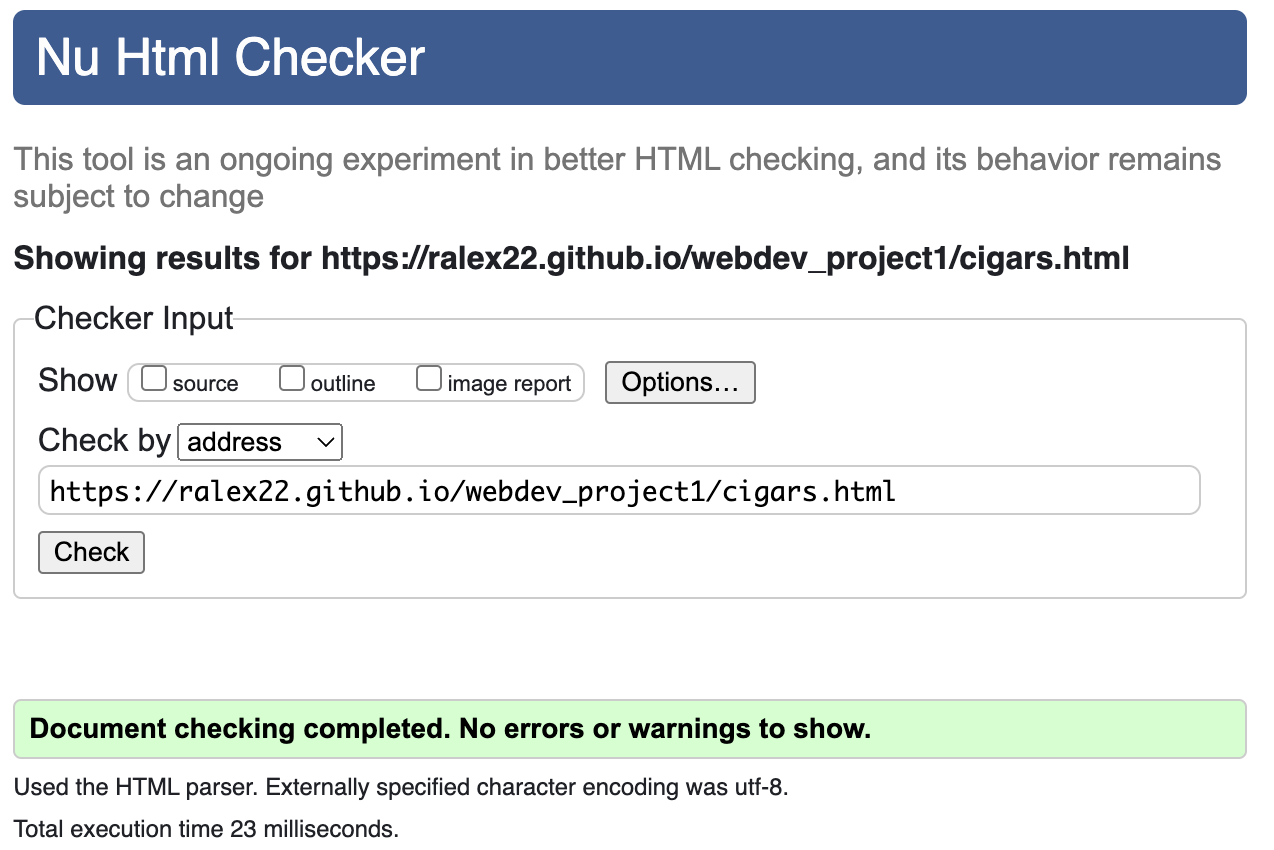 Nu Html Checker
This tool is an ongoing experiment in better HTML checking, and its behavior remains
subject to change
Showing results for https://ralex22.github.io/webdev_project1/cigars.html
Checker Input
Show source outline image report Options…
Check by address
https://ralex22.github.io/webdev_project1/cigars.html
Check
Document checking completed. No errors or warnings to show.
Used the HTML parser. Externally specified character encoding was utf-8.
Total execution time 23 milliseconds.